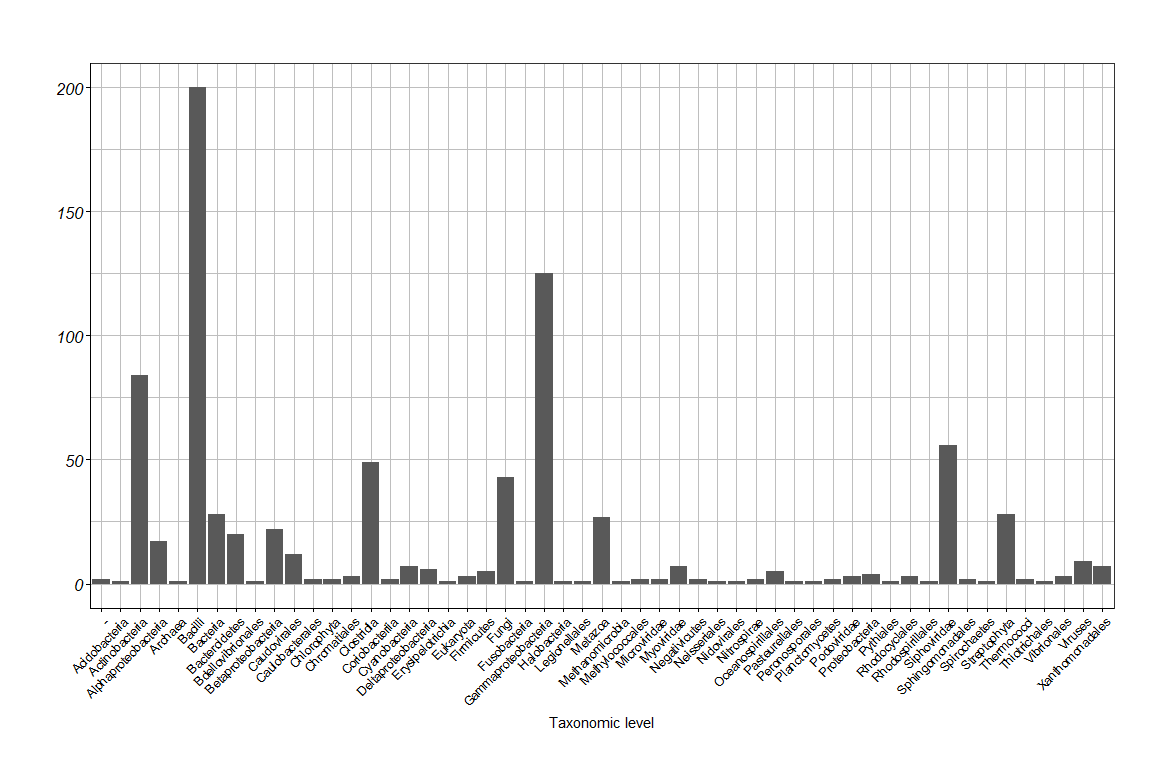 200
150
100
50
0
-
Acidobacteria
Actinobacteria
Alphaproteobacteria
Archaea
Bacilli
Bacteria
Bacteroidetes
Bdellovibrionales
Betaproteobacteria
Caudovirales
Caulobacterales
Chlorophyta
Chromatiales
Clostridia
Coriobacteriia
Cyanobacteria
Deltaproteobacteria
Erysipelotrichia
Eukaryota
Firmicutes
Fungi
Fusobacteria
Gammaproteobacteria
Halobacteria
Legionellales
Metazoa
Methanomicrobia
Methylococcales
Microviridae
Myoviridae
Negativicutes
Neisseriales
Nidovirales
Nitrospirae
Oceanospirillales
Pasteurellales
Peronosporales
Planctomycetes
Podoviridae
Proteobacteria
Pythiales
Rhodocyclales
Rhodospirillales
Siphoviridae
Sphingomonadales
Spirochaetes
Streptophyta
Thermococci
Thiotrichales
Vibrionales
Viruses
Xanthomonadales
Taxonomic level